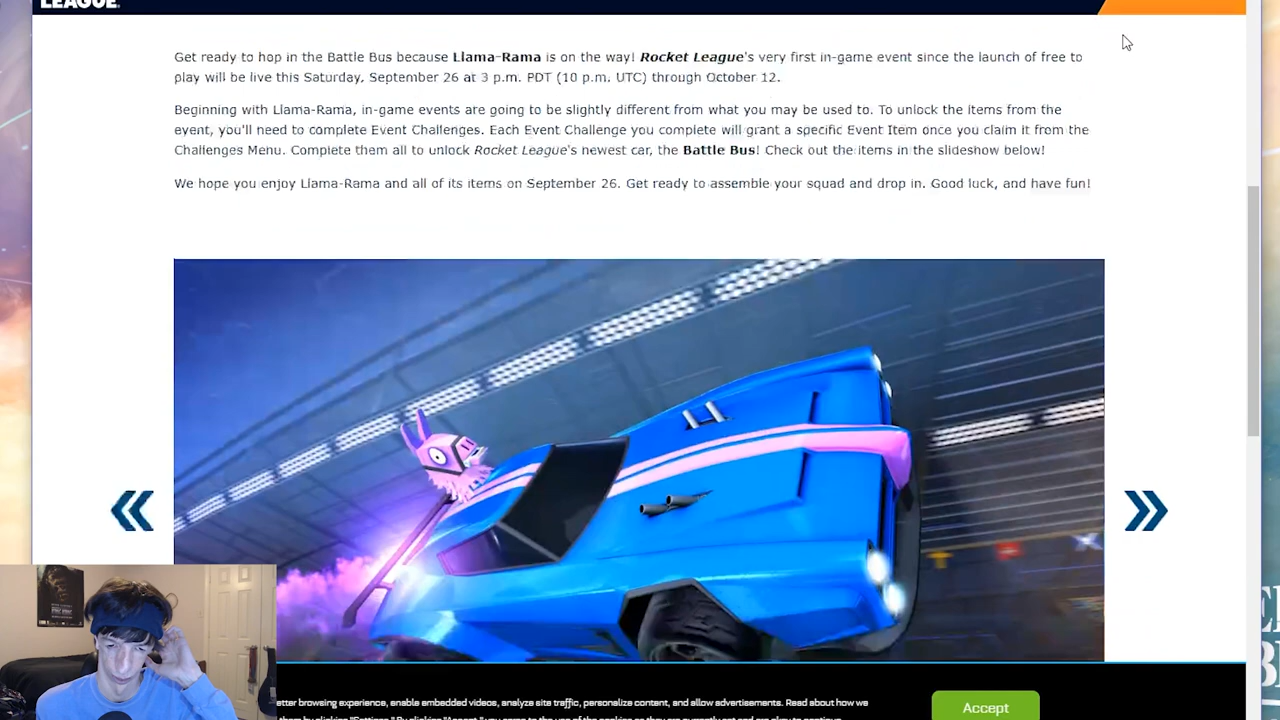 LEAGUE
Get ready to hop in the Battle Bus because Llama-Rama is on the way! Rocket League's very first in-game event since the launch of free to
play will be live this Saturday, September 26 at 3 p.m. PDT (10 p.m. UTC) through October 12.
Beginning with Llama-Rama, in-game events are going to be slightly different from what you may be used to. To unlock the items from the
event, you'll need to complete Event Challenges. Each Event Challenge you complete will grant a specific Event Item once you claim it from the
Challenges Menu. Complete them all to unlock Rocket League's newest car, the Battle Bus! Check out the items in the slideshow below!
We hope you enjoy Llama-Rama and all of its items on September 26. Get ready to assemble your squad and drop in. Good luck, and have fun!
etter browsing experience, enable embedded videos, analyze site traffic, personalize content, and allow advertisements. Read about how we
Accept